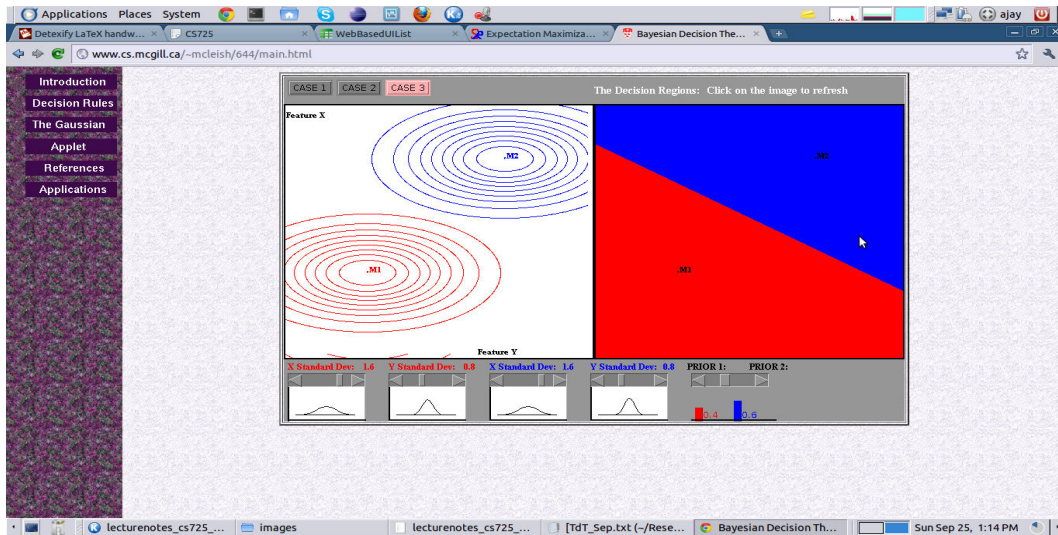 Applications Places System ajay
Detexify LaTeX handw... × CS725 × WebBasedUIList × Expectation Maximiza... × Bayesian Decision The... ×
www.cs.mcgill.ca/~mcleish/644/main.html
Introduction
Decision Rules
The Gaussian
Applet
References
Applications
CASE 1 CASE 2 CASE 3
The Decision Regions: Click on the image to refresh
Feature X
.M2
.M1
Feature Y
.M2
.M1
X Standard Dev: 1.6 Y Standard Dev: 0.8 X Standard Dev: 1.6 Y Standard Dev: 0.8 PRIOR 1: PRIOR 2:
0.4 0.6
lecturenotes_cs725_... images lecturenotes_cs725_... [TdT_Sep.txt (~/Rese... Bayesian Decision Th... Sun Sep 25, 1:14 PM